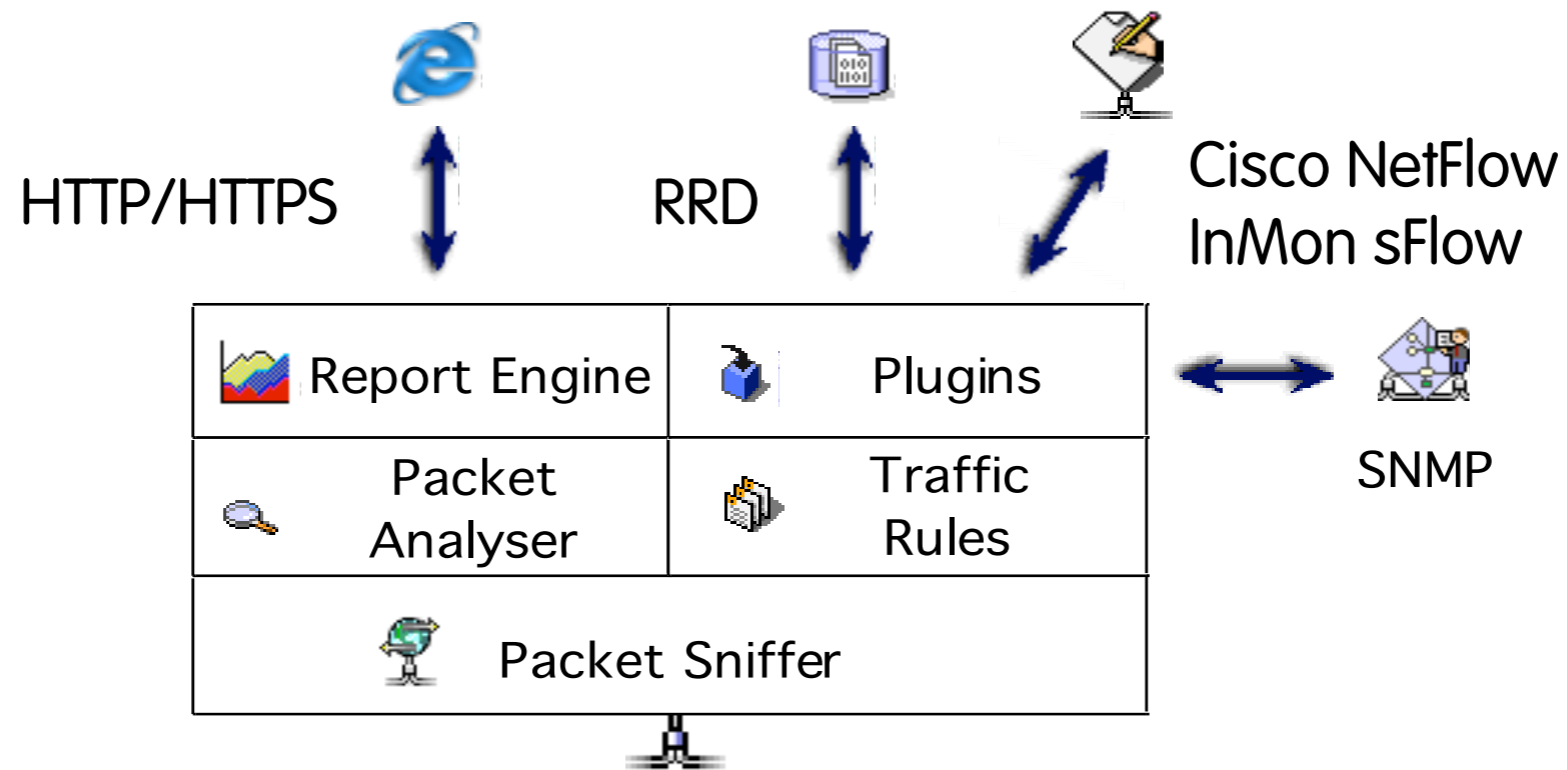 HTTP/HTTPS
RRD
Cisco NetFlow
InMon sFlow
Report Engine
Plugins
SNMP
Packet
Analyser
Traffic
Rules
Packet Sniffer